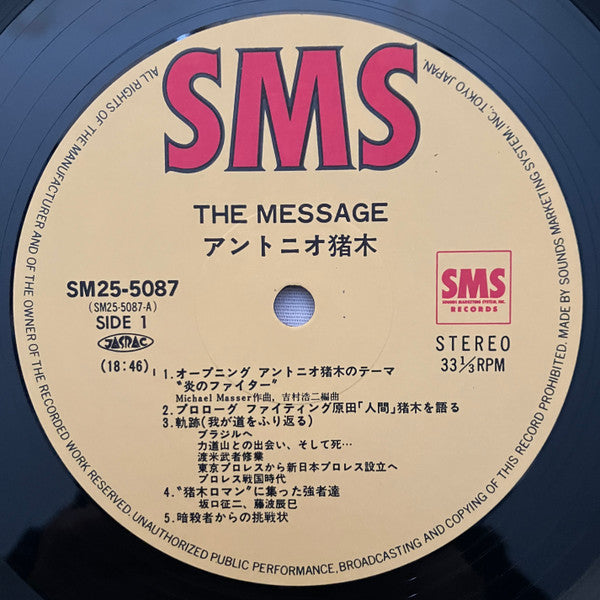 SMS
THE MESSAGE
アントニオ猪木
SM25-5087
(SM25-5087-A)
SIDE 1
JASRAC
(18:46)
SMS
SOUNDS MARKETING SYSTEM, INC.
RECORDS
STEREO
33⅓RPM
1.オープニング アントニオ猪木のテーマ
"炎のファイター"
Michael Masser作曲, 吉村浩二編曲
2.プロローグ ファイティング原田「人間」猪木を語る
3.軌跡(我が道をふり返る)
ブラジルへ
力道山との出会い、そして死…
渡米武者修業
東京プロレスから新日本プロレス設立へ
プロレス戦国時代
4."猪木ロマン"に集った強者達
坂口征二、藤波辰巳
5.暗殺者からの挑戦状
ALL RIGHTS OF THE MANUFACTURER AND OF THE OWNER OF THE RECORDED WORK RESERVED. UNAUTHORIZED PUBLIC PERFORMANCE, BROADCASTING AND COPYING OF THIS RECORD PROHIBITED. MADE BY SOUNDS MARKETING SYSTEM, INC, TOKYO JAPAN.